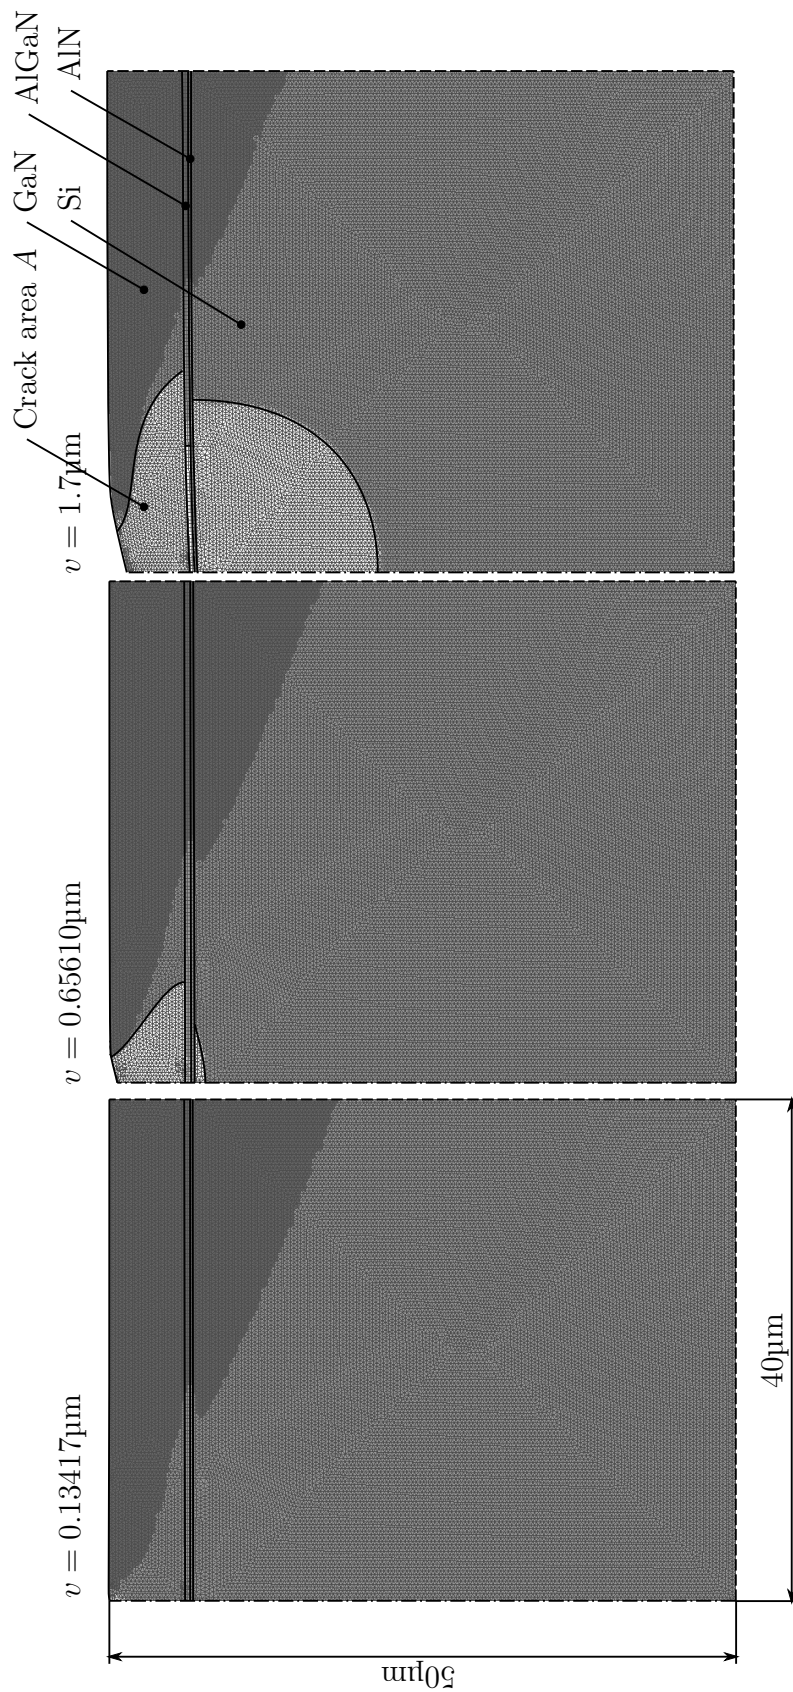 v = 0.13417µm
v = 0.65610µm
v = 1.7µm
Crack area A
GaN
AlGaN
Si
AlN
50µm
40µm